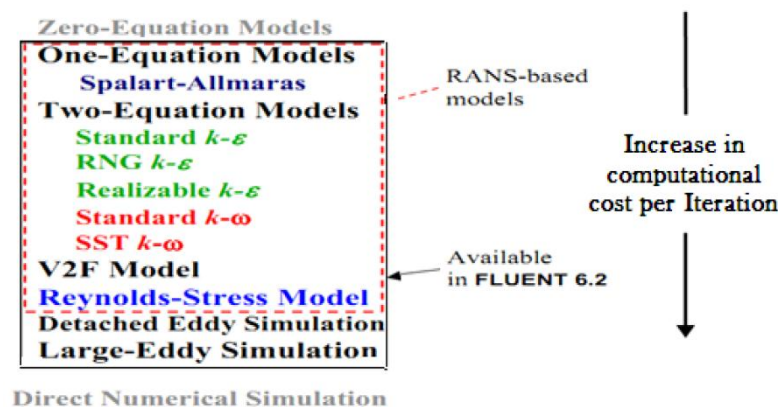 Zero-Equation Models
One-Equation Models
Spalart-Allmaras
Two-Equation Models
Standard k-ε
RNG k-ε
Realizable k-ε
Standard k-ω
SST k-ω
V2F Model
Reynolds-Stress Model
Detached Eddy Simulation
Large-Eddy Simulation
Direct Numerical Simulation
RANS-based
models
Available
in FLUENT 6.2
Increase in
computational
cost per Iteration